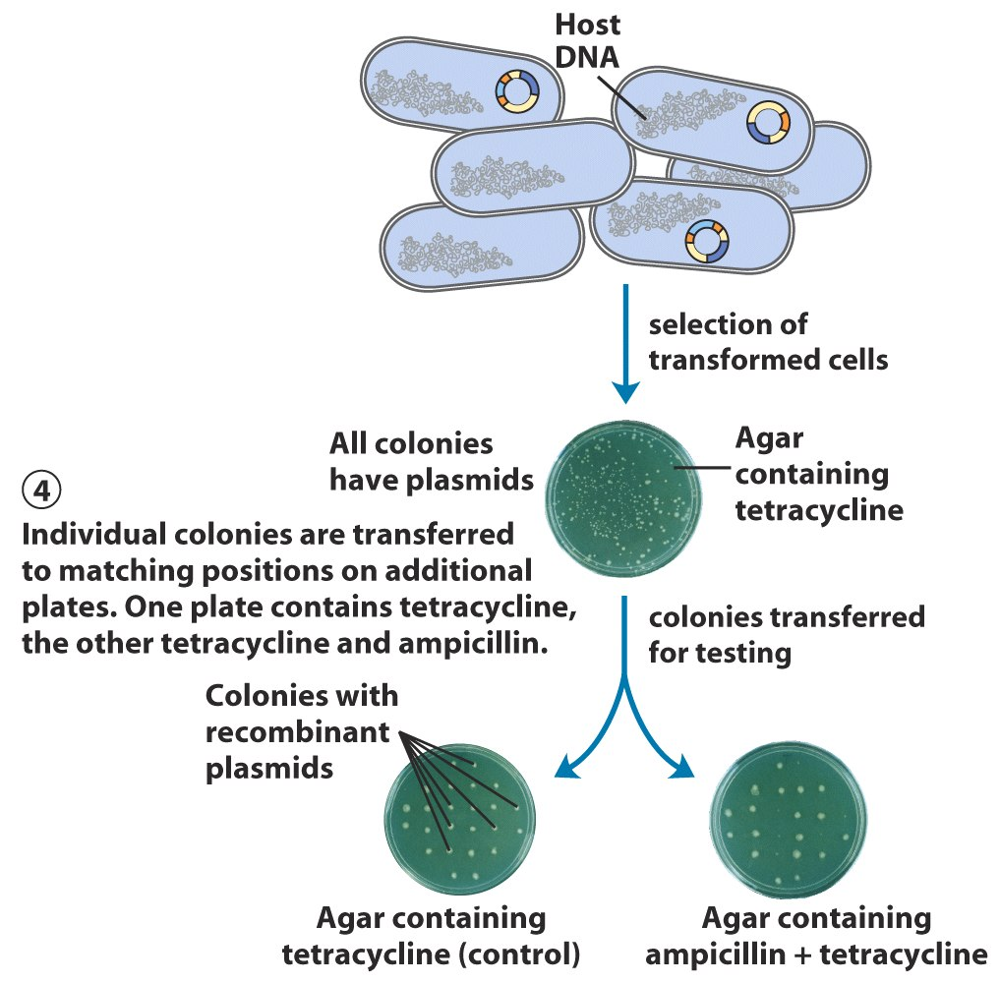 Host
DNA
selection of
transformed cells
All colonies
have plasmids
Agar
containing
tetracycline
4
Individual colonies are transferred
to matching positions on additional
plates. One plate contains tetracycline,
the other tetracycline and ampicillin.
colonies transferred
for testing
Colonies with
recombinant
plasmids
Agar containing
tetracycline (control)
Agar containing
ampicillin + tetracycline